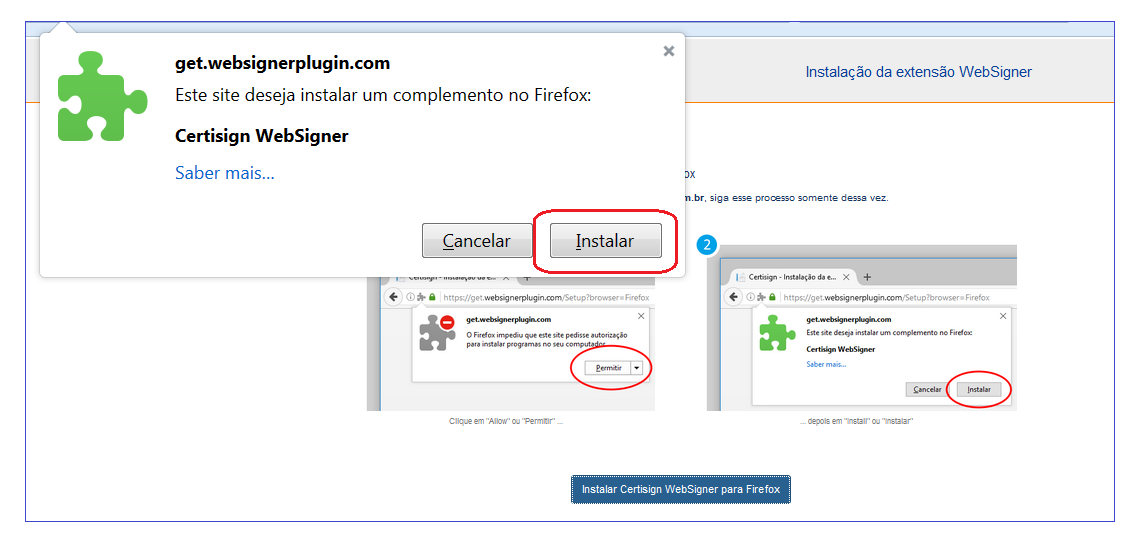 get.websignerplugin.com
Este site deseja instalar um complemento no Firefox:
Certisign WebSigner
Saber mais...
Cancelar
Instalar
Instalação da extensão WebSigner
ox
m.br, siga esse processo somente dessa vez.
https://get.websignerplugin.com/Setup?browser=Firefox
get.websignerplugin.com
O Firefox impediu que este site pedisse autorização
para instalar programas no seu computador.
Permitir
Clique em "Allow" ou "Permitir" ...
2
Certisign - Instalação da e...
https://get.websignerplugin.com/Setup?browser=Firefox
get.websignerplugin.com
Este site deseja instalar um complemento no Firefox:
Certisign WebSigner
Saber mais...
Cancelar
Instalar
... depois em "Install" ou "Instalar"
Instalar Certisign WebSigner para Firefox